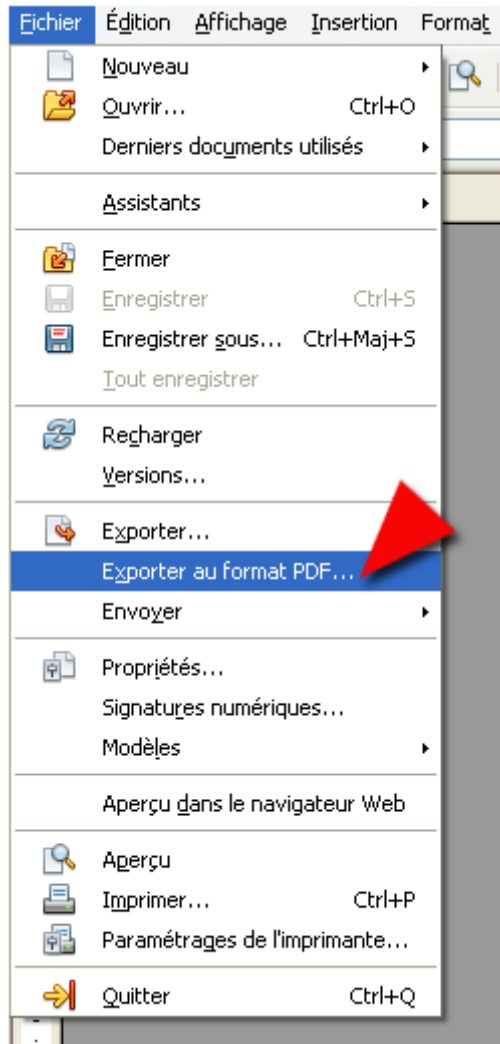 Fichier Édition Affichage Insertion Format
Nouveau
Ouvrir... Ctrl+O
Derniers documents utilisés
Assistants
Fermer
Enregistrer Ctrl+S
Enregistrer sous... Ctrl+Maj+S
Tout enregistrer
Recharger
Versions...
Exporter...
Exporter au format PDF...
Envoyer
Propriétés...
Signatures numériques...
Modèles
Aperçu dans le navigateur Web
Aperçu
Imprimer... Ctrl+P
Paramétrages de l'imprimante...
Quitter Ctrl+Q